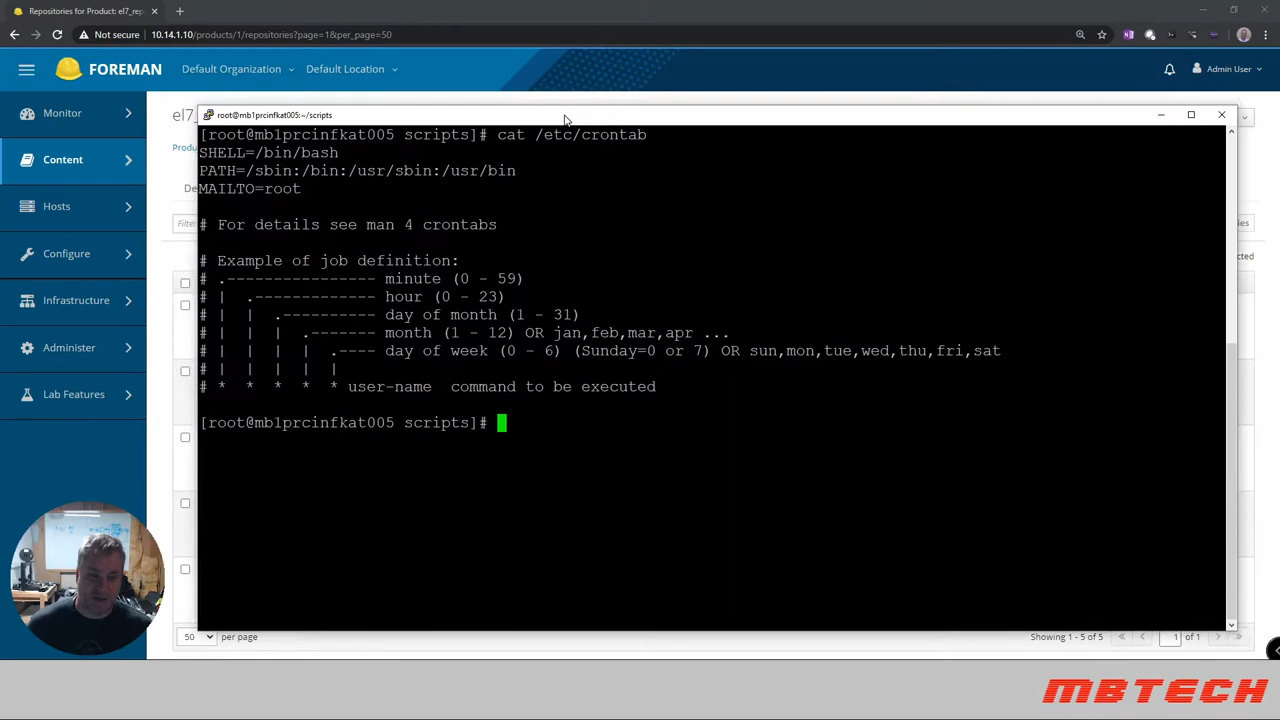 Repositories for Product: el7_rep
Not secure 10.14.1.10/products/1/repositories?page=1&per_page=50
FOREMAN
Default Organization
Default Location
Admin User
Monitor
Content
Hosts
Configure
Infrastructure
Administer
Lab Features
el7_
Produ
De
Filter
root@mb1prcinfkat005:~/scripts
[root@mb1prcinfkat005 scripts]# cat /etc/crontab
SHELL=/bin/bash
PATH=/sbin:/bin:/usr/sbin:/usr/bin
MAILTO=root
# For details see man 4 crontabs
# Example of job definition:
# .---------------- minute (0 - 59)
# | .------------- hour (0 - 23)
# | | .---------- day of month (1 - 31)
# | | | .------- month (1 - 12) OR jan,feb,mar,apr ...
# | | | | .---- day of week (0 - 6) (Sunday=0 or 7) OR sun,mon,tue,wed,thu,fri,sat
# | | | | |
# * * * * * user-name command to be executed
[root@mb1prcinfkat005 scripts]#
ies
ected
50 per page
Showing 1 - 5 of 5 « ‹ 1 of 1 › »
MBTECH